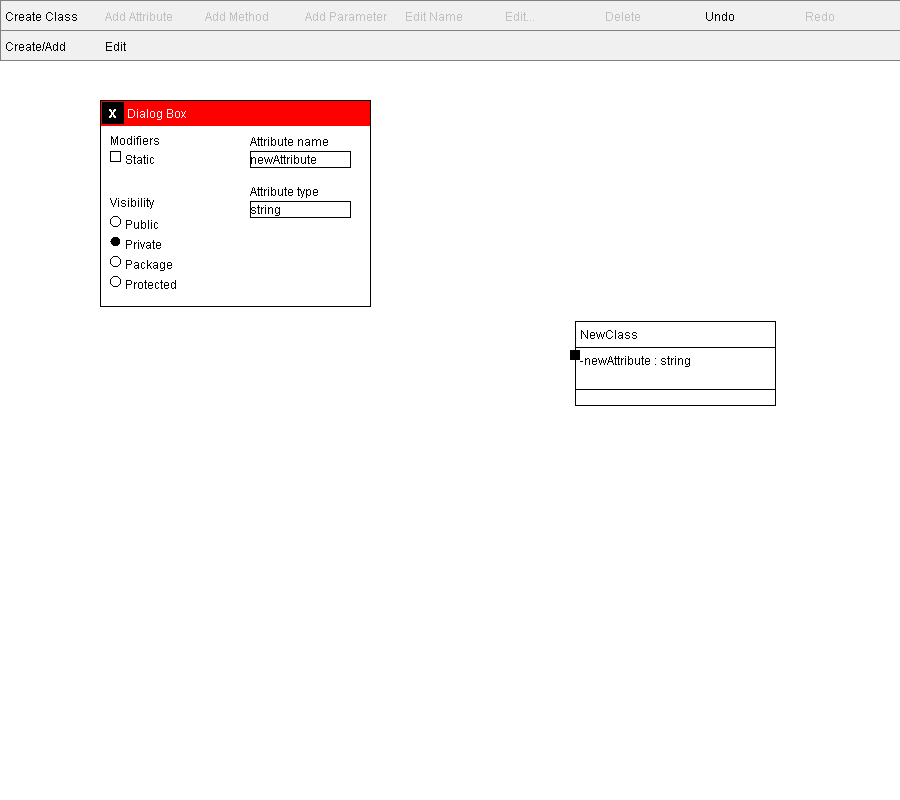 Create Class Add Attribute Add Method Add Parameter Edit Name Edit... Delete Undo Redo
Create/Add Edit
X Dialog Box
Modifiers
Static
Visibility
Public
Private
Package
Protected
Attribute name
newAttribute
Attribute type
string
NewClass
-newAttribute : string